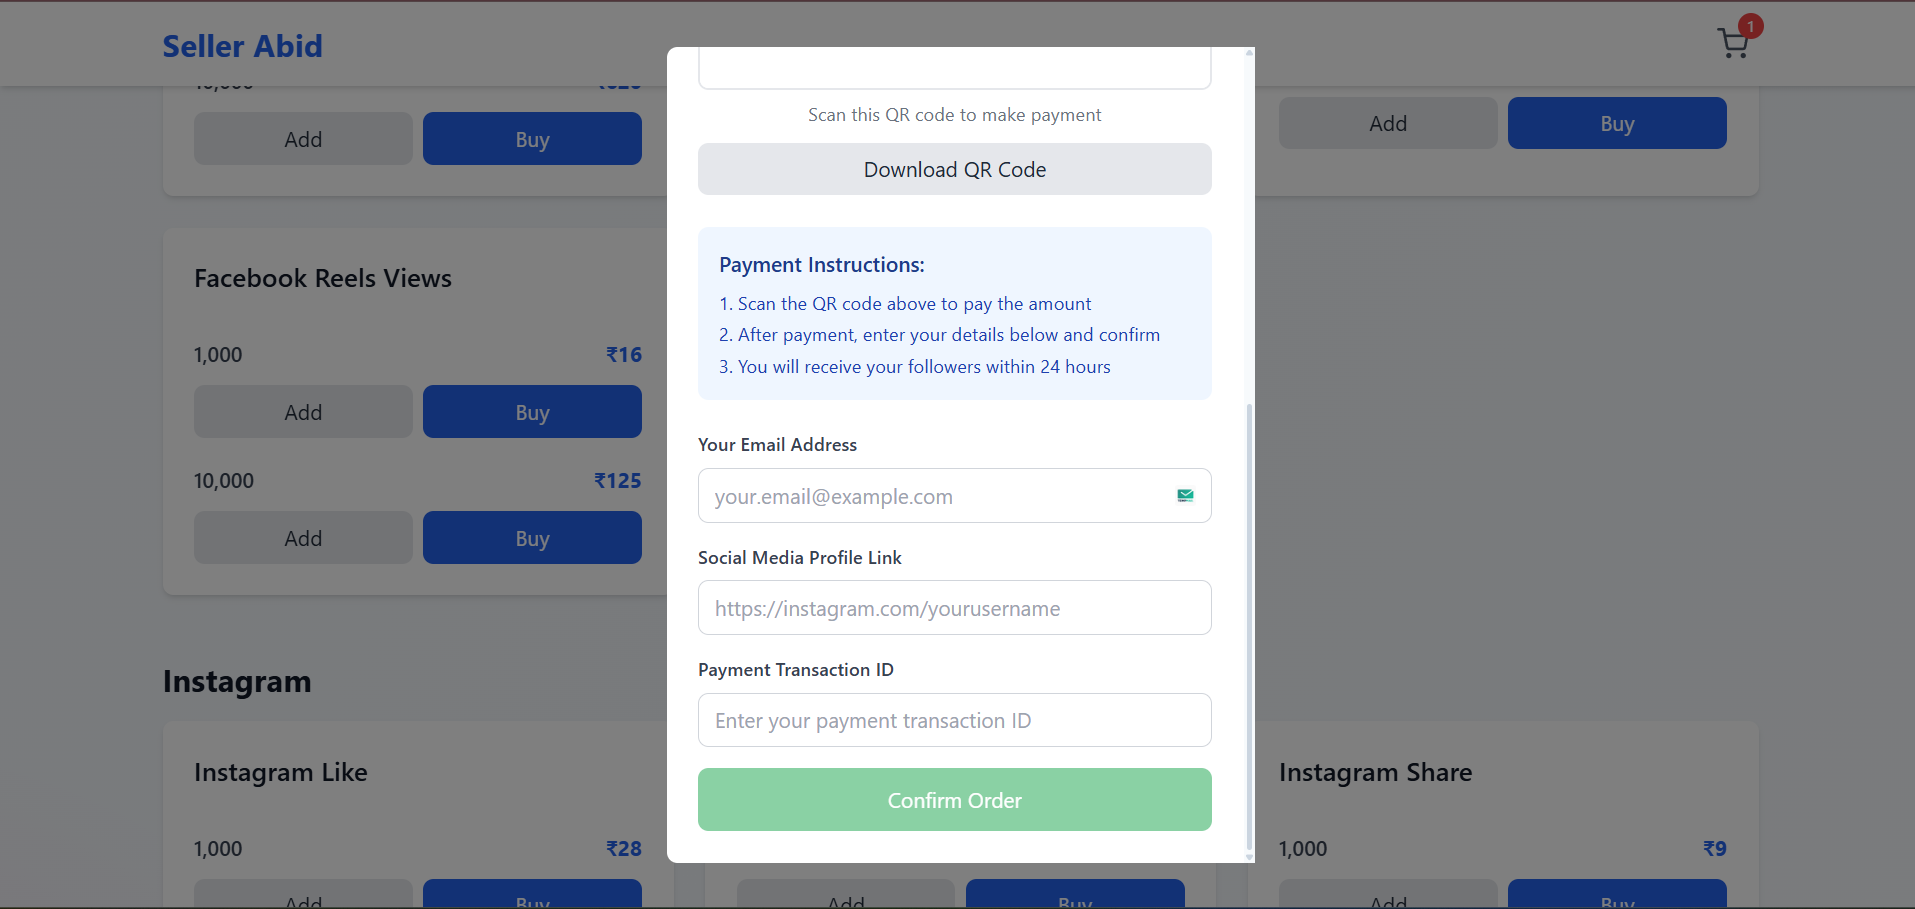 Seller Abid
1
Add
Buy
Add
Buy
Facebook Reels Views
1,000
₹16
Add
Buy
10,000
₹125
Add
Buy
Instagram
Instagram Like
1,000
₹28
Add
Buy
Add
Buy
Instagram Share
1,000
₹9
Add
Buy
Scan this QR code to make payment
Download QR Code
Payment Instructions:
1. Scan the QR code above to pay the amount
2. After payment, enter your details below and confirm
3. You will receive your followers within 24 hours
Your Email Address
your.email@example.com
Social Media Profile Link
https://instagram.com/yourusername
Payment Transaction ID
Enter your payment transaction ID
Confirm Order